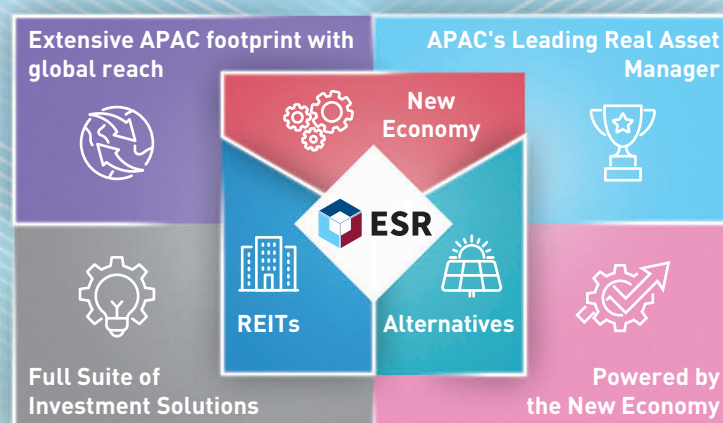 Extensive APAC footprint with
global reach
APAC's Leading Real Asset
Manager
New
Economy
ESR
REITs
Alternatives
Full Suite of
Investment Solutions
Powered by
the New Economy